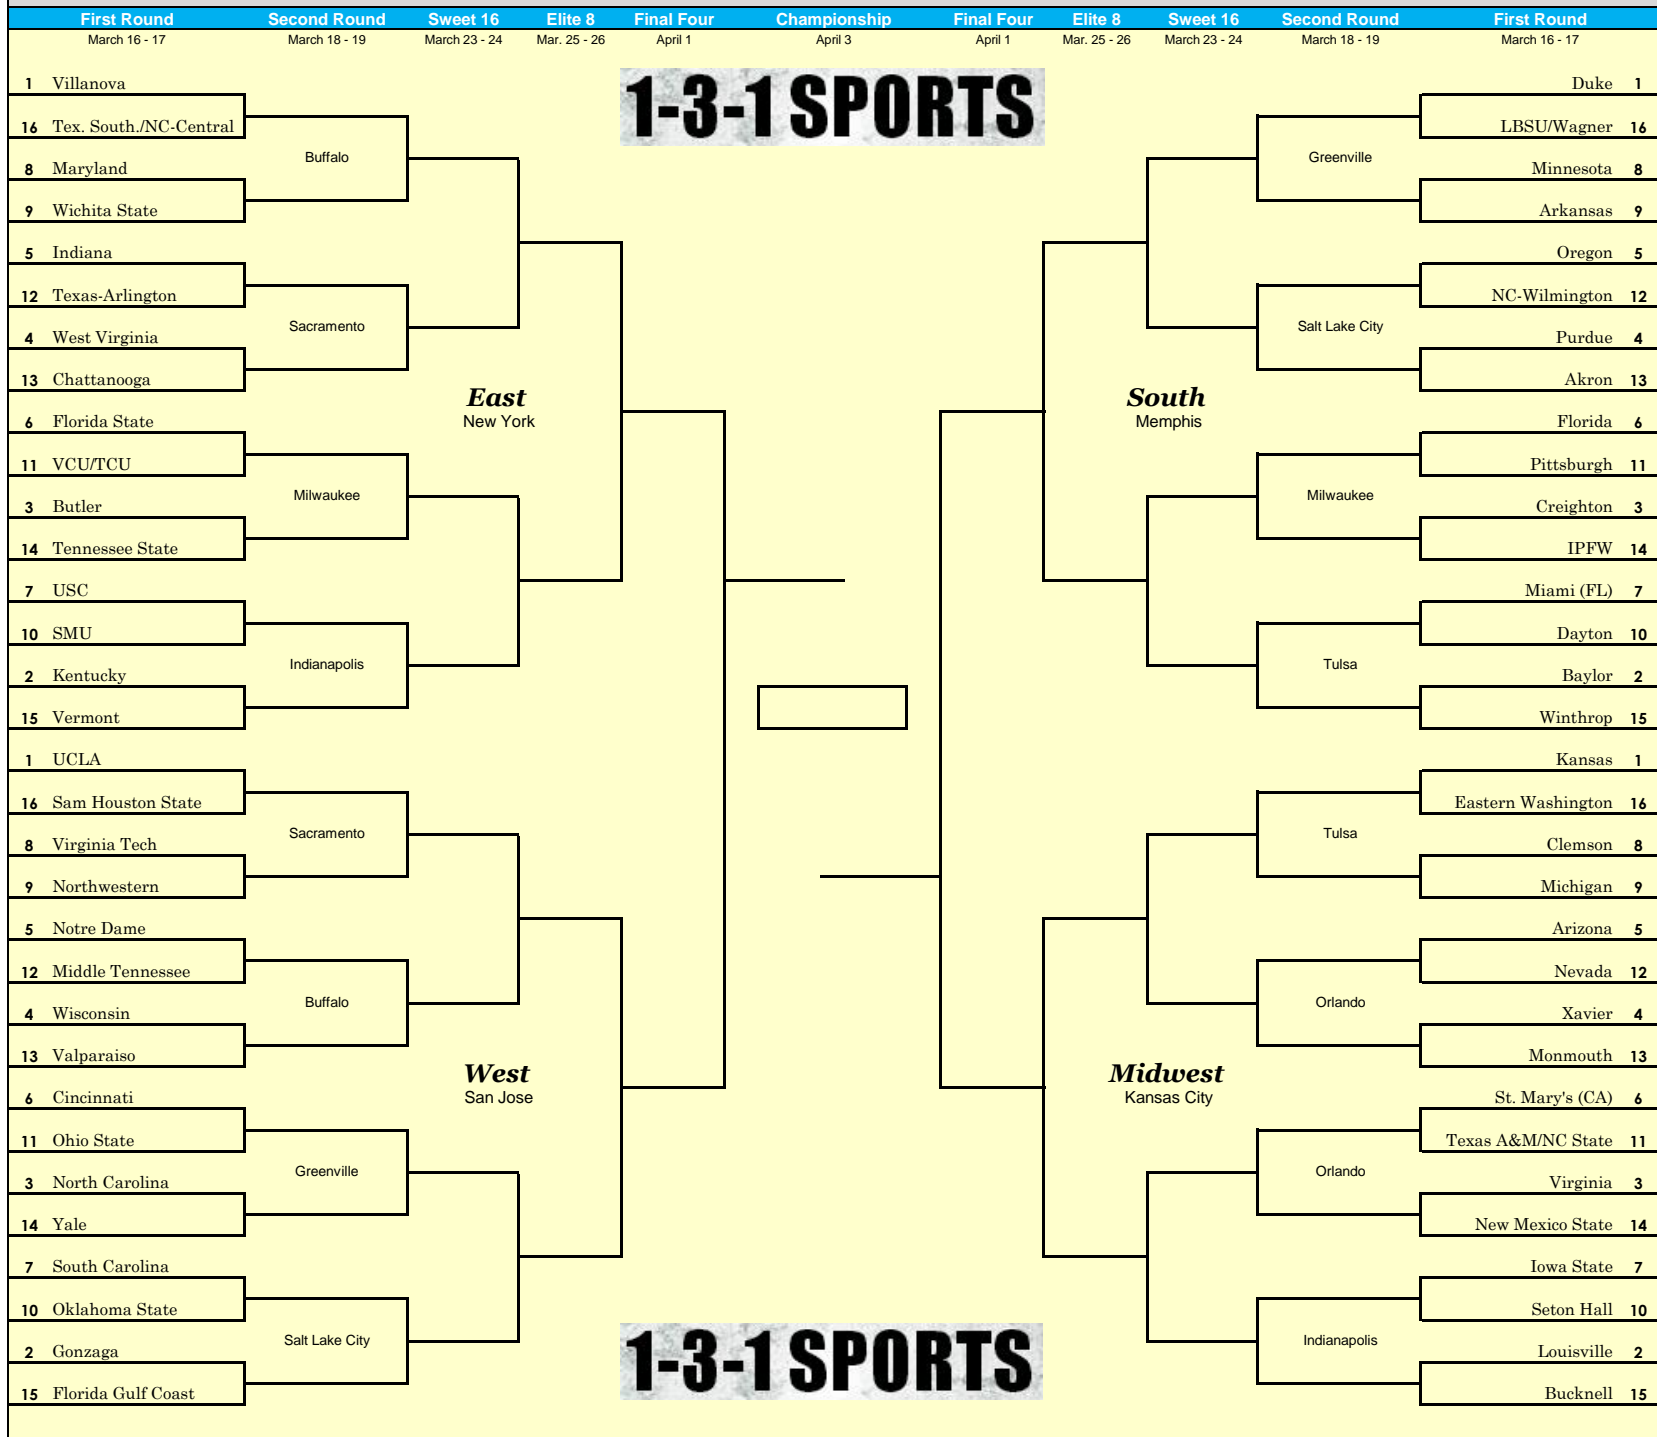 First Round Second Round Sweet 16 Elite 8 Final Four Championship Final Four Elite 8 Sweet 16 Second Round First Round
March 16 - 17 March 18 - 19 March 23 - 24 Mar. 25 - 26 April 1 April 3 April 1 Mar. 25 - 26 March 23 - 24 March 18 - 19 March 16 - 17
1-3-1 SPORTS
1 Villanova
16 Tex. South./NC-Central
Buffalo
8 Maryland
9 Wichita State
5 Indiana
12 Texas-Arlington
Sacramento
4 West Virginia
13 Chattanooga
East
New York
6 Florida State
11 VCU/TCU
Milwaukee
3 Butler
14 Tennessee State
7 USC
10 SMU
Indianapolis
2 Kentucky
15 Vermont
1 UCLA
16 Sam Houston State
Sacramento
8 Virginia Tech
9 Northwestern
5 Notre Dame
12 Middle Tennessee
Buffalo
4 Wisconsin
13 Valparaiso
West
San Jose
6 Cincinnati
11 Ohio State
Greenville
3 North Carolina
14 Yale
7 South Carolina
10 Oklahoma State
Salt Lake City
2 Gonzaga
15 Florida Gulf Coast
Duke 1
LBSU/Wagner 16
Greenville
Minnesota 8
Arkansas 9
Oregon 5
NC-Wilmington 12
Salt Lake City
Purdue 4
Akron 13
South
Memphis
Florida 6
Pittsburgh 11
Milwaukee
Creighton 3
IPFW 14
Miami (FL) 7
Dayton 10
Tulsa
Baylor 2
Winthrop 15
Kansas 1
Eastern Washington 16
Tulsa
Clemson 8
Michigan 9
Arizona 5
Nevada 12
Orlando
Xavier 4
Monmouth 13
Midwest
Kansas City
St. Mary's (CA) 6
Texas A&M/NC State 11
Orlando
Virginia 3
New Mexico State 14
Iowa State 7
Seton Hall 10
Indianapolis
Louisville 2
Bucknell 15
1-3-1 SPORTS